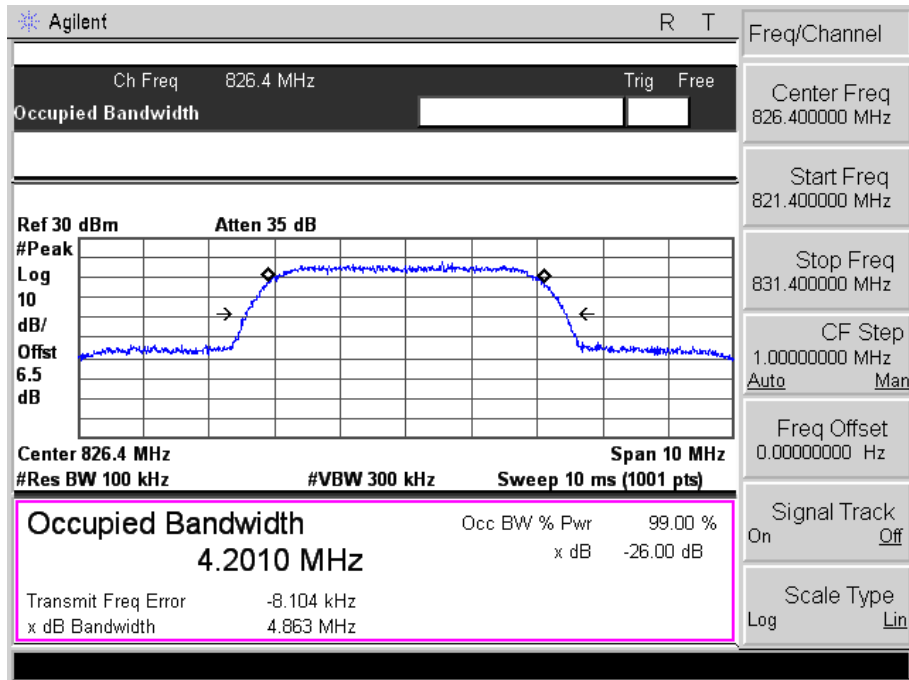 Agilent
R T
Freq/Channel
Ch Freq 826.4 MHz Trig Free
Occupied Bandwidth
Center Freq
826.400000 MHz
Start Freq
821.400000 MHz
Stop Freq
831.400000 MHz
CF Step
1.00000000 MHz
Auto Man
Freq Offset
0.00000000 Hz
Signal Track
On Off
Scale Type
Log Lin
Ref 30 dBm Atten 35 dB
#Peak
Log
10
dB/
Offst
6.5
dB
Center 826.4 MHz Span 10 MHz
#Res BW 100 kHz #VBW 300 kHz Sweep 10 ms (1001 pts)
Occupied Bandwidth
4.2010 MHz
Occ BW % Pwr 99.00 %
x dB -26.00 dB
Transmit Freq Error -8.104 kHz
x dB Bandwidth 4.863 MHz